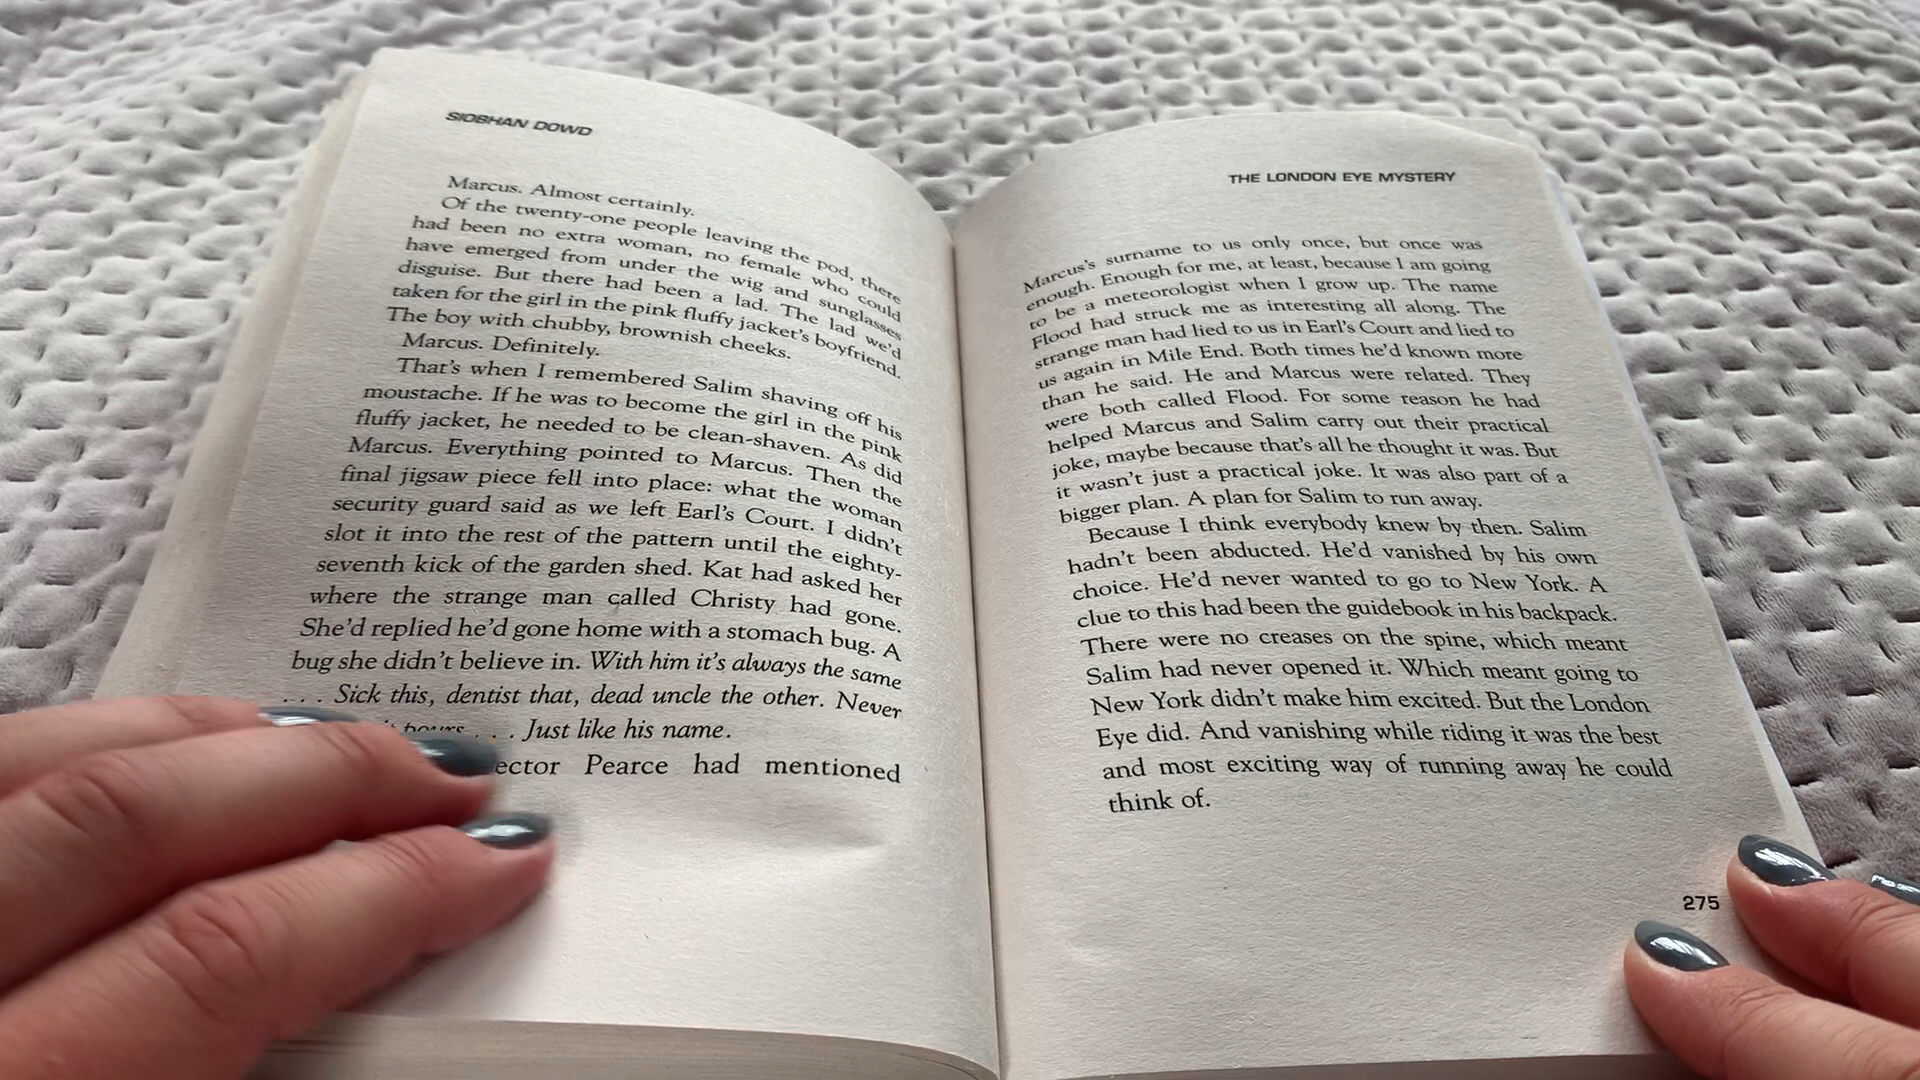 SIOBHAN DOWD
Marcus. Almost certainly.
Of the twenty-one people leaving the pod, there
had been no extra woman, no female who could
have emerged from under the wig and sunglasses
disguise. But there had been a lad. The lad we'd
taken for the girl in the pink fluffy jacket's boyfriend.
The boy with chubby, brownish cheeks.
Marcus. Definitely.
That's when I remembered Salim shaving off his
moustache. If he was to become the girl in the pink
fluffy jacket, he needed to be clean-shaven. As did
Marcus. Everything pointed to Marcus. Then the
final jigsaw piece fell into place: what the woman
security guard said as we left Earl's Court. I didn't
slot it into the rest of the pattern until the eighty-
seventh kick of the garden shed. Kat had asked her
where the strange man called Christy had gone.
She'd replied he'd gone home with a stomach bug. A
bug she didn't believe in. With him it's always the same
. . . Sick this, dentist that, dead uncle the other. Never
hours . . . Just like his name.
ector Pearce had mentioned
THE LONDON EYE MYSTERY
Marcus's surname to us only once, but once was
enough. Enough for me, at least, because I am going
to be a meteorologist when I grow up. The name
Flood had struck me as interesting all along. The
strange man had lied to us in Earl's Court and lied to
us again in Mile End. Both times he'd known more
than he said. He and Marcus were related. They
were both called Flood. For some reason he had
helped Marcus and Salim carry out their practical
joke, maybe because that's all he thought it was. But
it wasn't just a practical joke. It was also part of a
bigger plan. A plan for Salim to run away.
Because I think everybody knew by then. Salim
hadn't been abducted. He'd vanished by his own
choice. He'd never wanted to go to New York. A
clue to this had been the guidebook in his backpack.
There were no creases on the spine, which meant
Salim had never opened it. Which meant going to
New York didn't make him excited. But the London
Eye did. And vanishing while riding it was the best
and most exciting way of running away he could
think of.
275